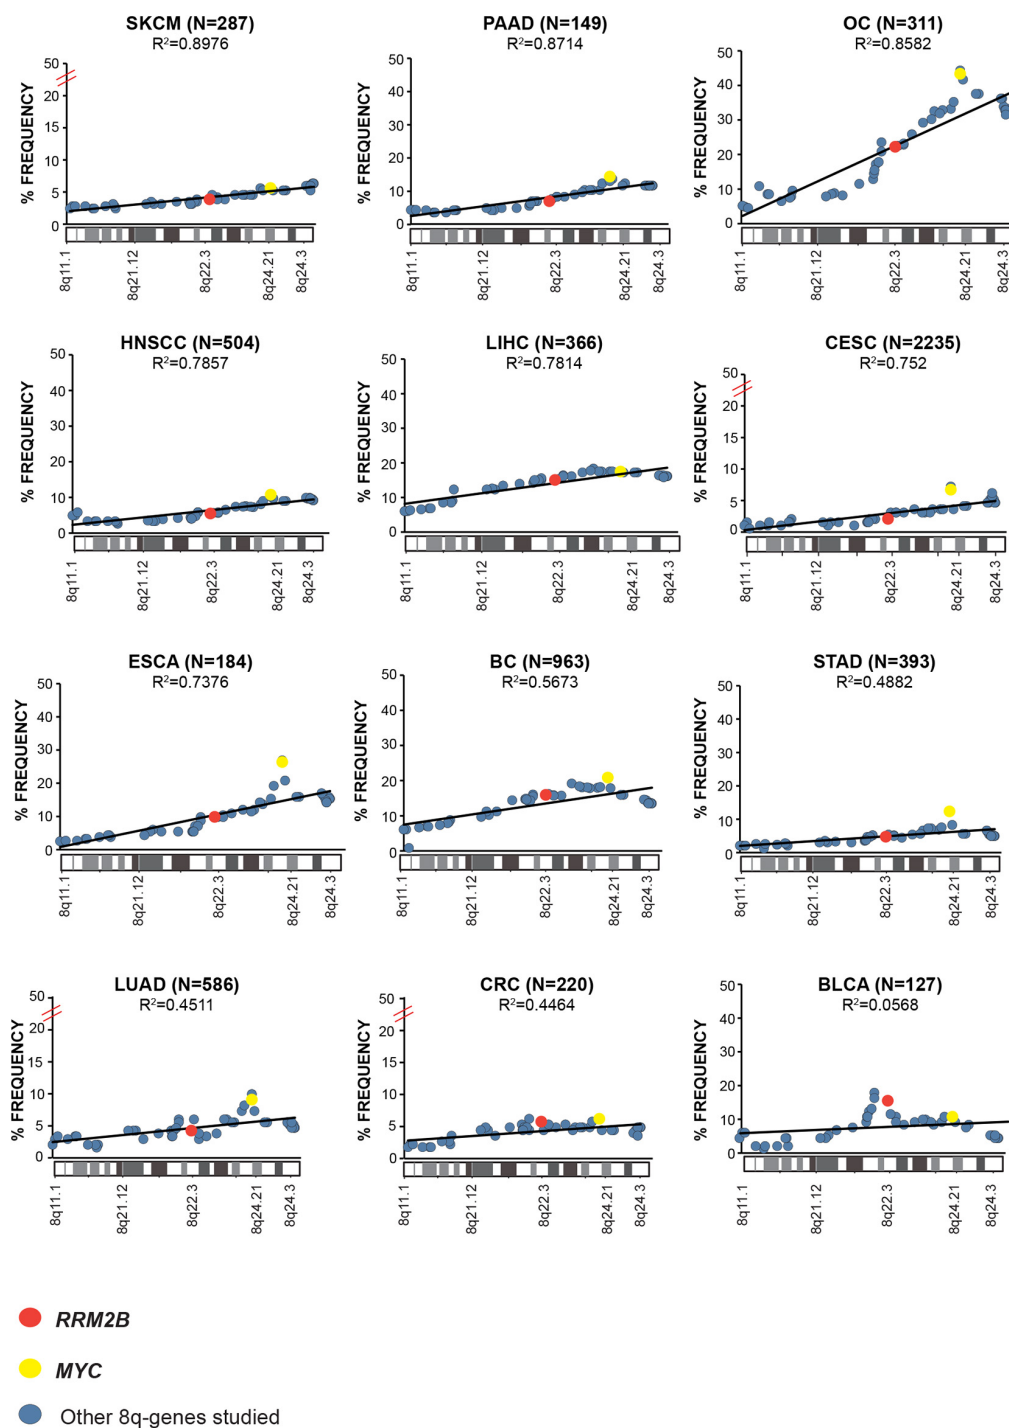 SKCM (N=287)
R²=0.8976
% FREQUENCY
50
20
15
10
5
0
8q11.1
8q21.12
8q22.3
8q24.21
8q24.3
PAAD (N=149)
R²=0.8714
% FREQUENCY
50
40
30
20
10
0
8q11.1
8q21.12
8q22.3
8q24.21
8q24.3
OC (N=311)
R²=0.8582
% FREQUENCY
50
40
30
20
10
0
8q11.1
8q21.12
8q22.3
8q24.21
8q24.3
HNSCC (N=504)
R²=0.7857
% FREQUENCY
50
40
30
20
10
0
8q11.1
8q21.12
8q22.3
8q24.21
8q24.3
LIHC (N=366)
R²=0.7814
% FREQUENCY
50
40
30
20
10
0
8q11.1
8q21.12
8q22.3
8q24.21
8q24.3
CESC (N=2235)
R²=0.752
% FREQUENCY
50
20
15
10
5
0
8q11.1
8q21.12
8q22.3
8q24.21
8q24.3
ESCA (N=184)
R²=0.7376
% FREQUENCY
50
40
30
20
10
0
8q11.1
8q21.12
8q22.3
8q24.21
8q24.3
BC (N=963)
R²=0.5673
% FREQUENCY
50
40
30
20
10
0
8q11.1
8q21.12
8q22.3
8q24.21
8q24.3
STAD (N=393)
R²=0.4882
% FREQUENCY
50
40
30
20
10
0
8q11.1
8q21.12
8q22.3
8q24.21
8q24.3
LUAD (N=586)
R²=0.4511
% FREQUENCY
50
20
15
10
5
0
8q11.1
8q21.12
8q22.3
8q24.21
8q24.3
CRC (N=220)
R²=0.4464
% FREQUENCY
50
20
15
10
5
0
8q11.1
8q21.12
8q22.3
8q24.21
8q24.3
BLCA (N=127)
R²=0.0568
% FREQUENCY
50
40
30
20
10
0
8q11.1
8q21.12
8q22.3
8q24.21
8q24.3
RRM2B
MYC
Other 8q-genes studied